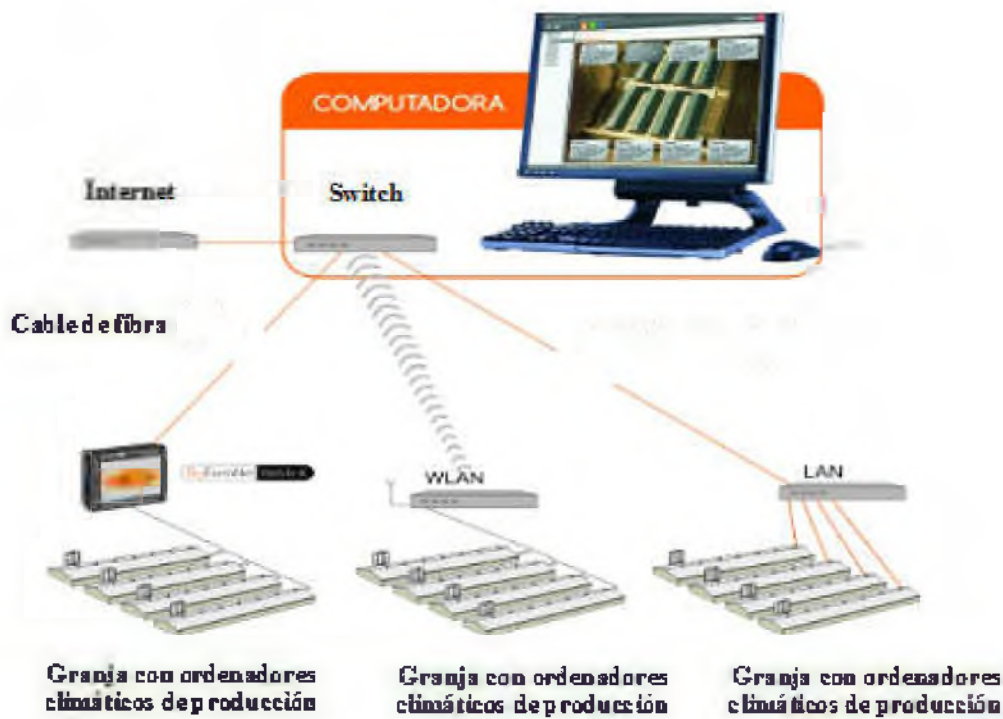 COMPUTADORA
Internet
Switch
Cable de fibra
WLAN
LAN
Granja con ordenadores
climáticos de producción
Granja con ordenadores
climáticos de producción
Granja con ordenadores
climáticos de producción